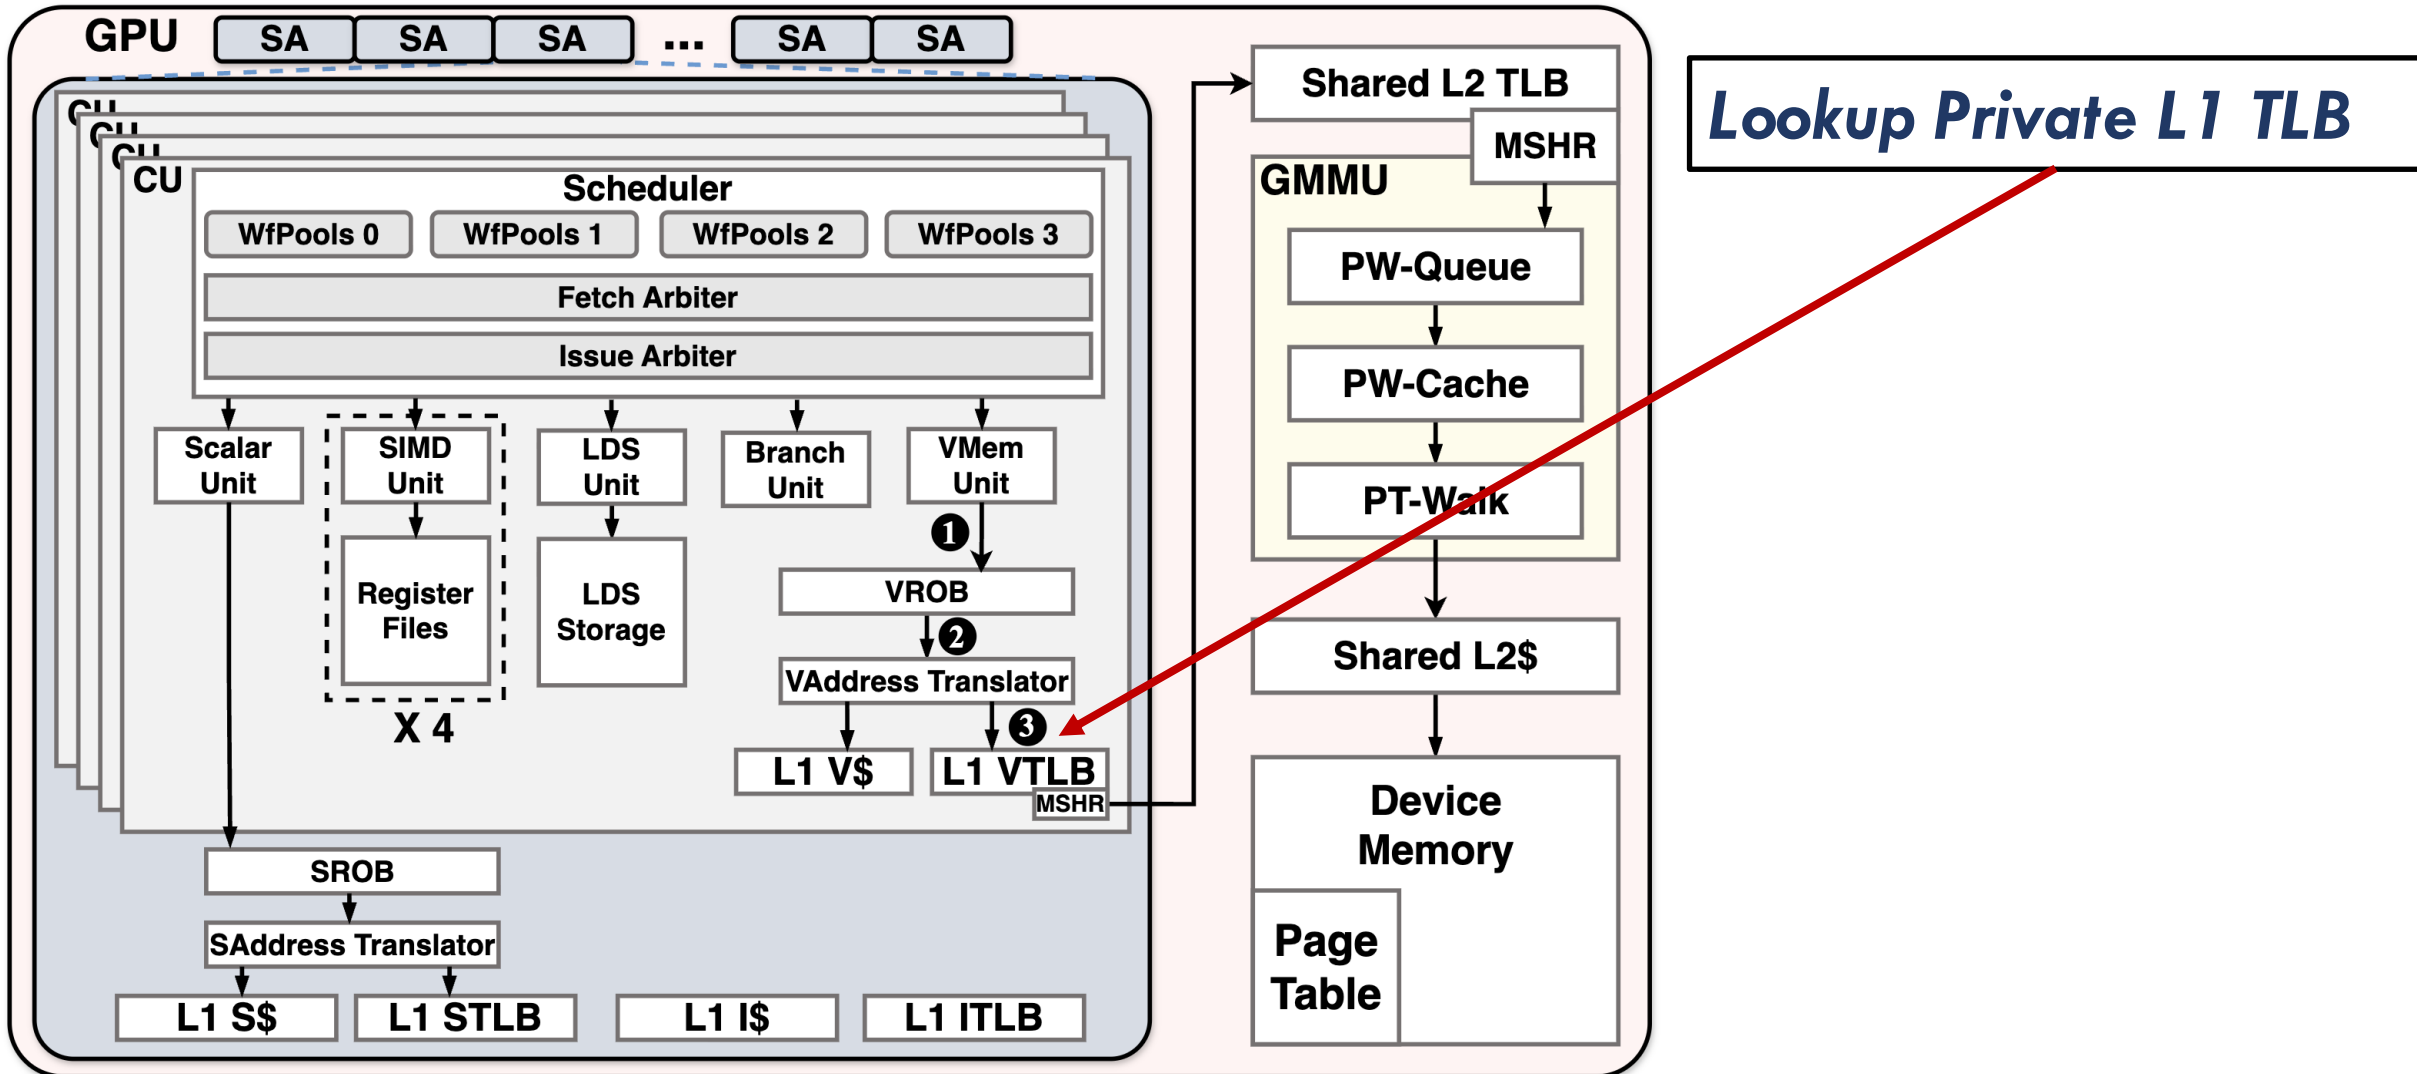 GPU
SA
SA
SA
...
SA
SA
CU
CU
CU
CU
Scheduler
WfPools 0
WfPools 1
WfPools 2
WfPools 3
Fetch Arbiter
Issue Arbiter
Scalar
Unit
SIMD
Unit
LDS
Unit
Branch
Unit
VMem
Unit
Register
Files
X 4
LDS
Storage
1
VROB
2
VAddress Translator
3
L1 V$
L1 VTLB
MSHR
SROB
SAddress Translator
L1 S$
L1 STLB
L1 I$
L1 ITLB
Shared L2 TLB
MSHR
GMMU
PW-Queue
PW-Cache
PT-Walk
Shared L2$
Device
Memory
Page
Table
Lookup Private L1 TLB